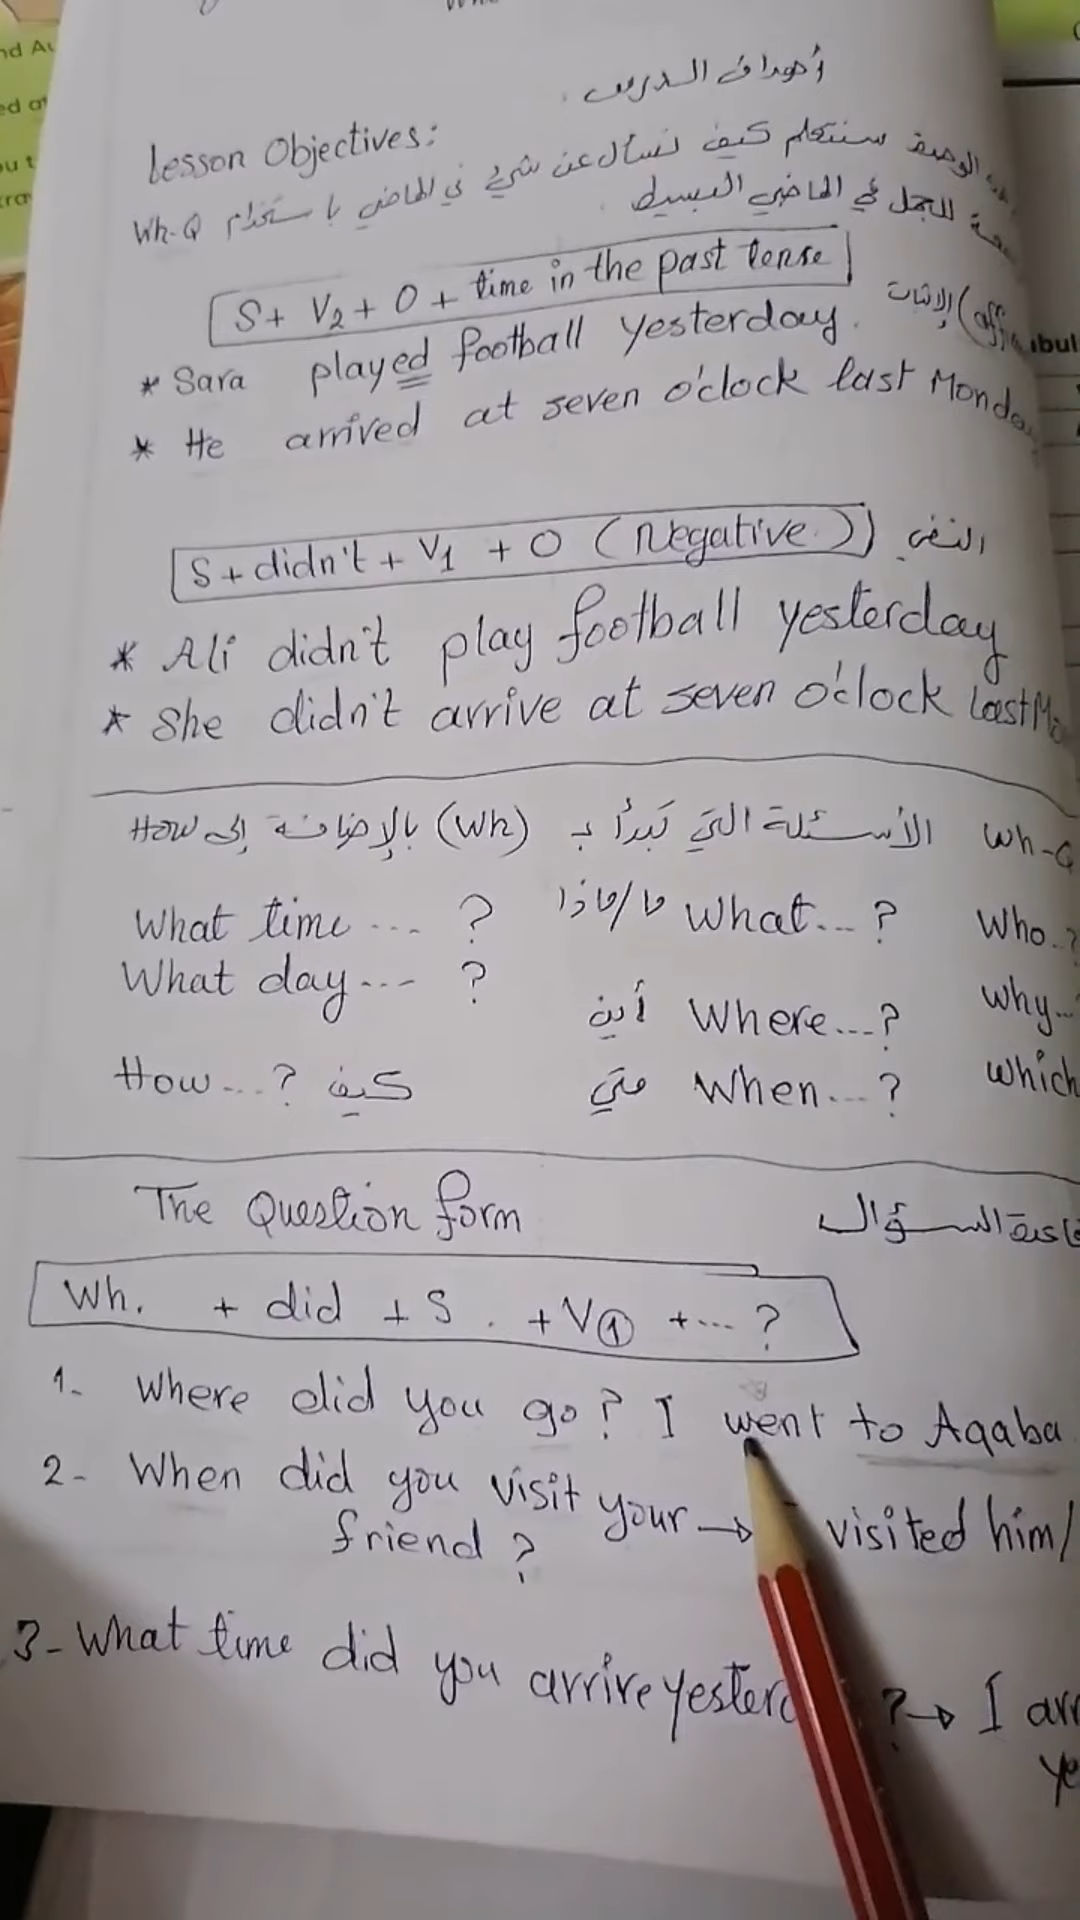 أهداف الدرس
Lesson Objectives:
الوحدة سنتعلم كيف نسأل عن شيء في الماضي باستخدام Wh-Q
للجمل في الماضي البسيط.
S + V2 + O + time in the past tense
الإثبات
* Sara played football yesterday.
* He arrived at seven o'clock last Monday
S + didn't + V1 + O (Negative) النفي
* Ali didn't play football yesterday
* She didn't arrive at seven o'clock last
Wh-Q الأسئلة التي تبدأ بـ (Wh) بالإضافة إلى How
What time ... ? ما/ماذا What...? Who..?
What day ... ?
أين Where...? Why...
How...? كيف متى When...? Which
The Question form قاعدة السؤال
Wh. + did + S. + V① + ... ?
1- Where did you go? I went to Aqaba
2- When did you visit your → visited him/
friend?
3- What time did you arrive ? → I